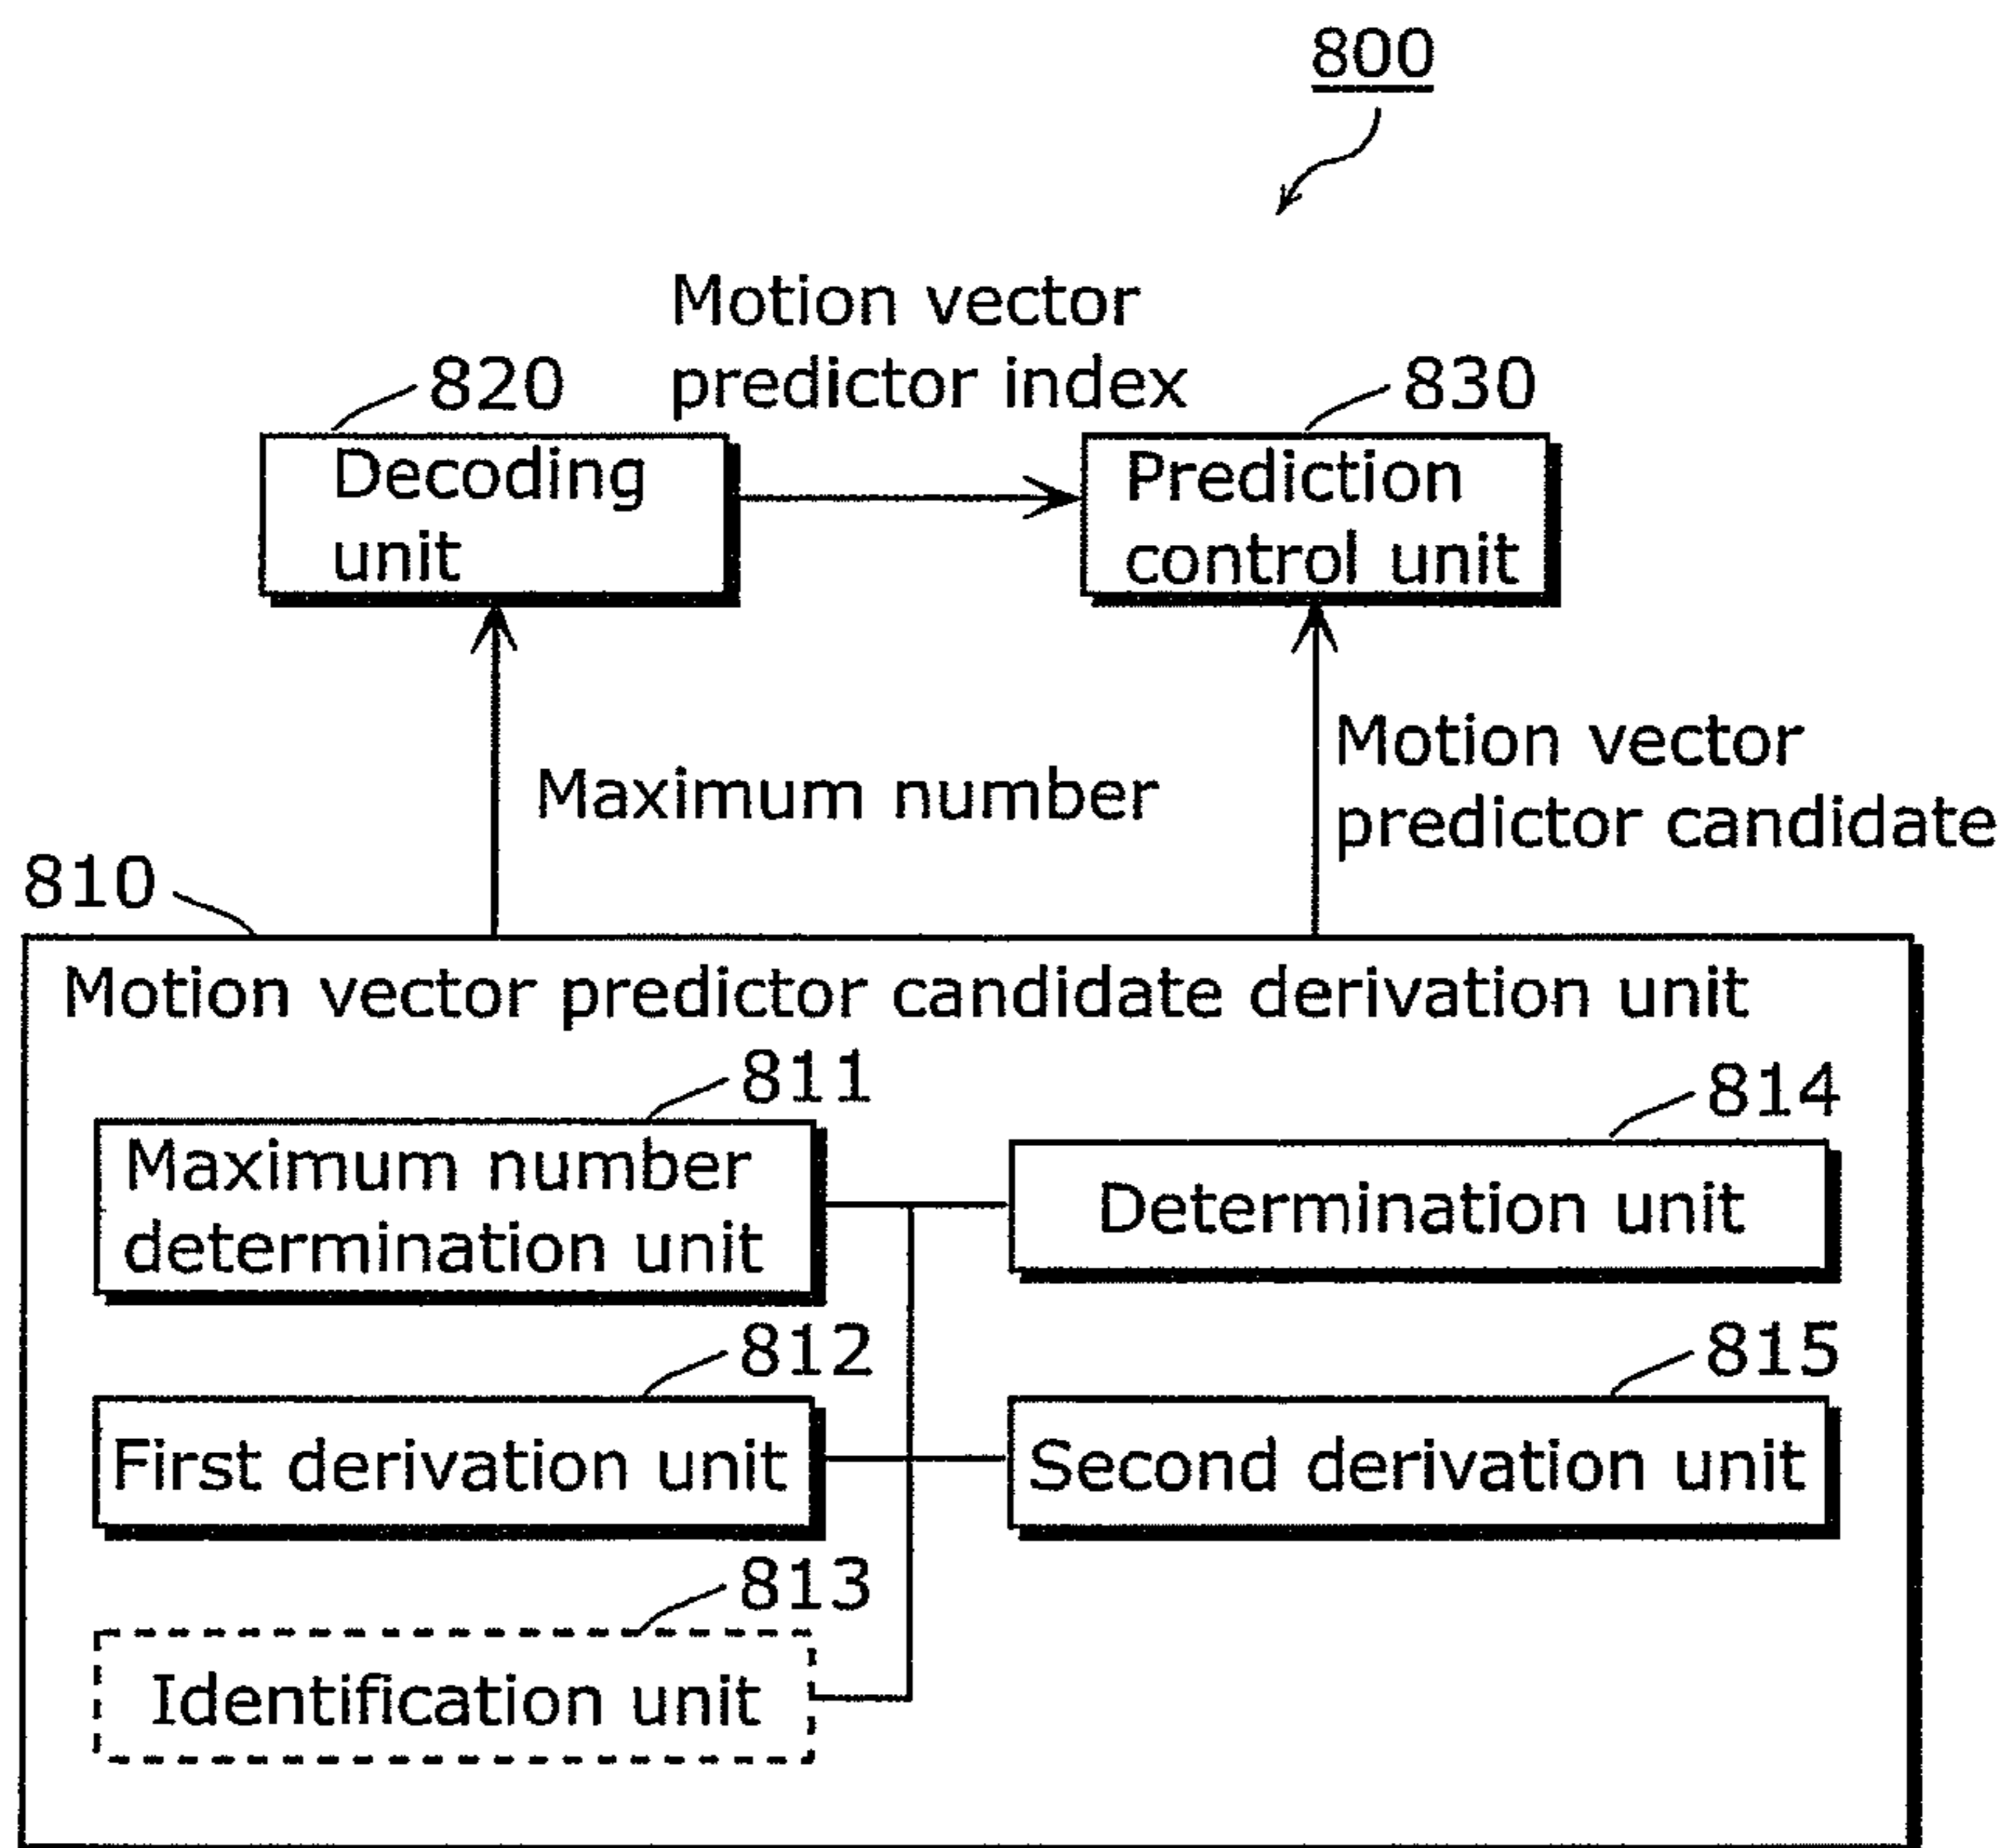 800
Motion vector
predictor index
820
830
Decoding
unit
Prediction
control unit
Maximum number
Motion vector
predictor candidate
810
Motion vector predictor candidate derivation unit
811
814
Maximum number
determination unit
Determination unit
812
815
First derivation unit
Second derivation unit
813
Identification unit